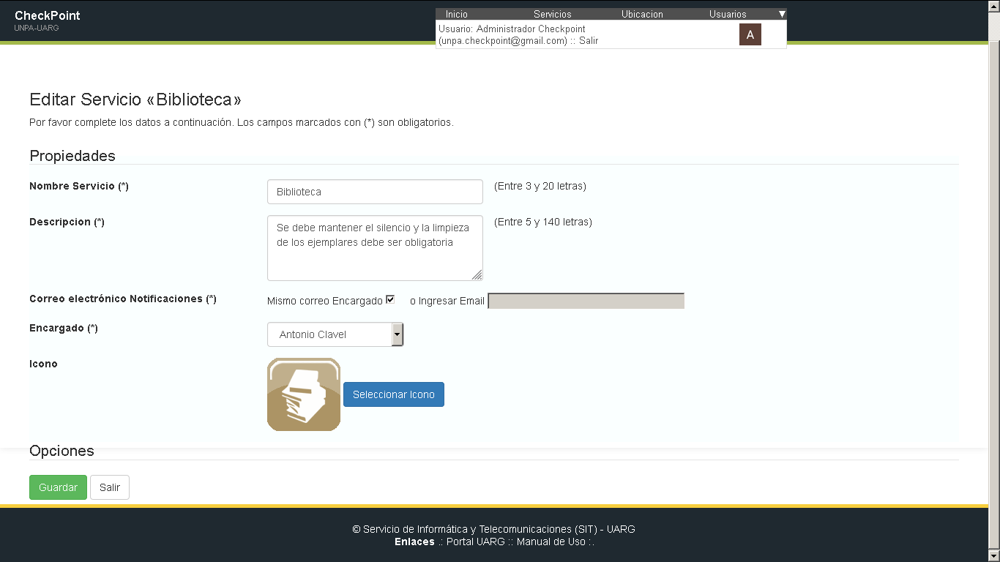 CheckPoint
UNPA-UARG
Inicio Servicios Ubicacion Usuarios ▼
Usuario: Administrador Checkpoint
(unpa.checkpoint@gmail.com) :: Salir
A
Editar Servicio «Biblioteca»
Por favor complete los datos a continuación. Los campos marcados con (*) son obligatorios.
Propiedades
Nombre Servicio (*) Biblioteca (Entre 3 y 20 letras)
Descripcion (*) Se debe mantener el silencio y la limpieza (Entre 5 y 140 letras)
de los ejemplares debe ser obligatoria
Correo electrónico Notificaciones (*) Mismo correo Encargado o Ingresar Email
Encargado (*) Antonio Clavel
Icono
Seleccionar Icono
Opciones
Guardar Salir
© Servicio de Informática y Telecomunicaciones (SIT) - UARG
Enlaces .: Portal UARG :: Manual de Uso :.